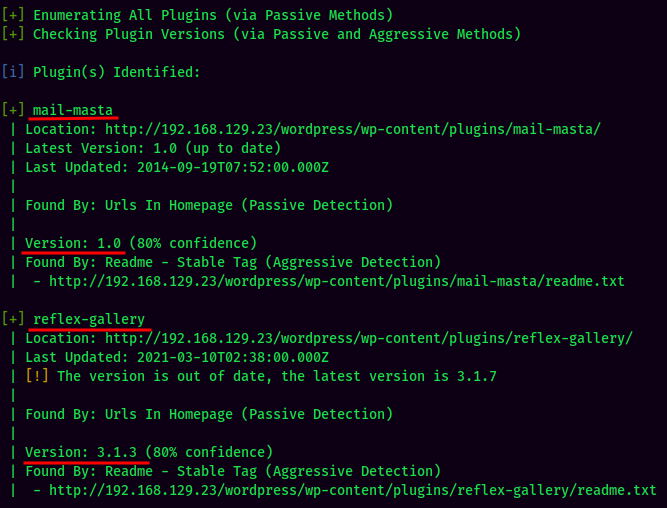 [+] Enumerating All Plugins (via Passive Methods)
[+] Checking Plugin Versions (via Passive and Aggressive Methods)
[i] Plugin(s) Identified:
[+] mail-masta
| Location: http://192.168.129.23/wordpress/wp-content/plugins/mail-masta/
| Latest Version: 1.0 (up to date)
| Last Updated: 2014-09-19T07:52:00.000Z
|
| Found By: Urls In Homepage (Passive Detection)
|
| Version: 1.0 (80% confidence)
| Found By: Readme - Stable Tag (Aggressive Detection)
|  - http://192.168.129.23/wordpress/wp-content/plugins/mail-masta/readme.txt
[+] reflex-gallery
| Location: http://192.168.129.23/wordpress/wp-content/plugins/reflex-gallery/
| Last Updated: 2021-03-10T02:38:00.000Z
| [!] The version is out of date, the latest version is 3.1.7
|
| Found By: Urls In Homepage (Passive Detection)
|
| Version: 3.1.3 (80% confidence)
| Found By: Readme - Stable Tag (Aggressive Detection)
|  - http://192.168.129.23/wordpress/wp-content/plugins/reflex-gallery/readme.txt